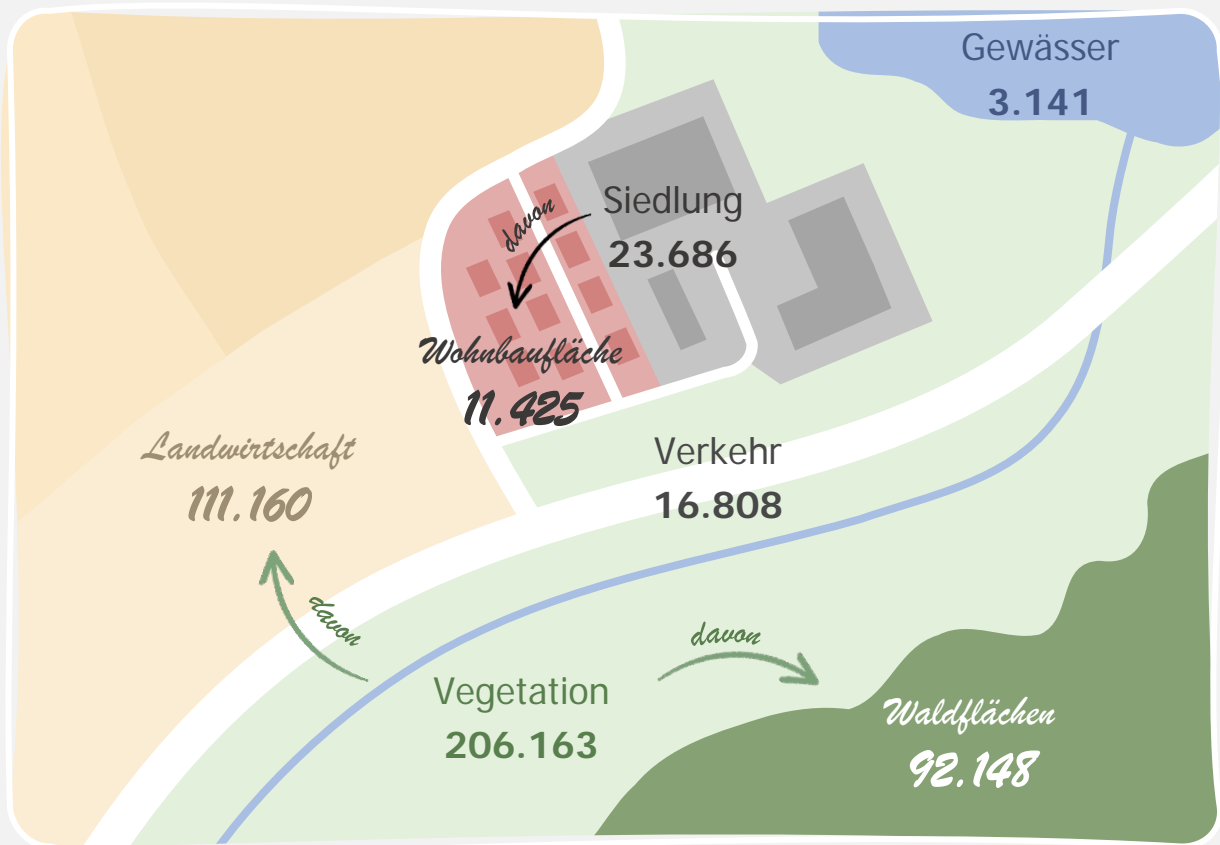 Gewässer
3.141
Siedlung
23.686
davon
Wohnbaufläche
11.425
Landwirtschaft
111.160
Verkehr
16.808
davon
davon
Vegetation
206.163
Waldflächen
92.148